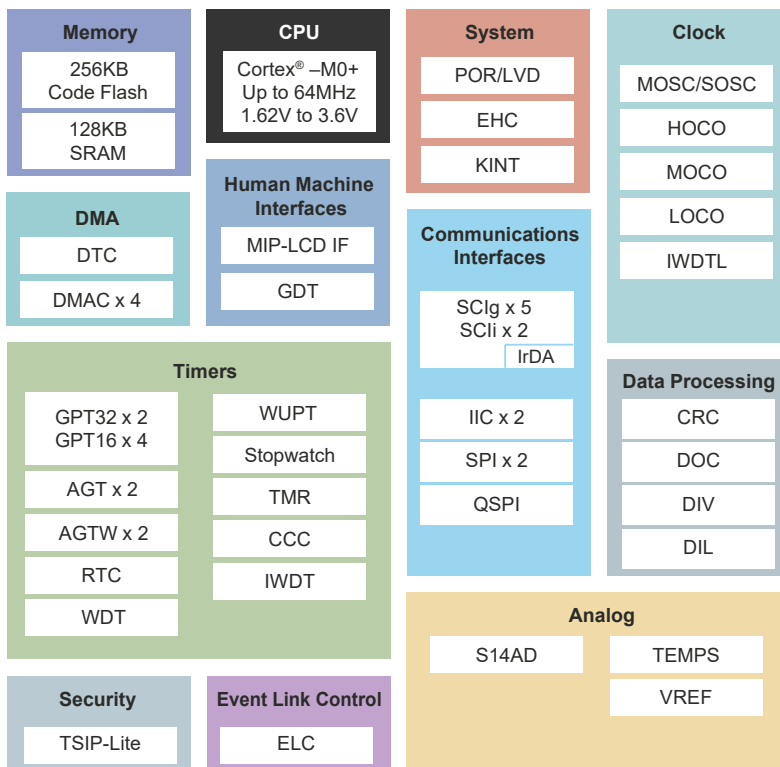 Memory
256KB
Code Flash
128KB
SRAM
CPU
Cortex® –M0+
Up to 64MHz
1.62V to 3.6V
System
POR/LVD
EHC
KINT
Clock
MOSC/SOSC
HOCO
MOCO
LOCO
IWDTL
DMA
DTC
DMAC x 4
Human Machine
Interfaces
MIP-LCD IF
GDT
Communications
Interfaces
SCIg x 5
SCIi x 2
IrDA
IIC x 2
SPI x 2
QSPI
Timers
GPT32 x 2
GPT16 x 4
AGT x 2
AGTW x 2
RTC
WDT
WUPT
Stopwatch
TMR
CCC
IWDT
Data Processing
CRC
DOC
DIV
DIL
Analog
S14AD
TEMPS
VREF
Security
TSIP-Lite
Event Link Control
ELC